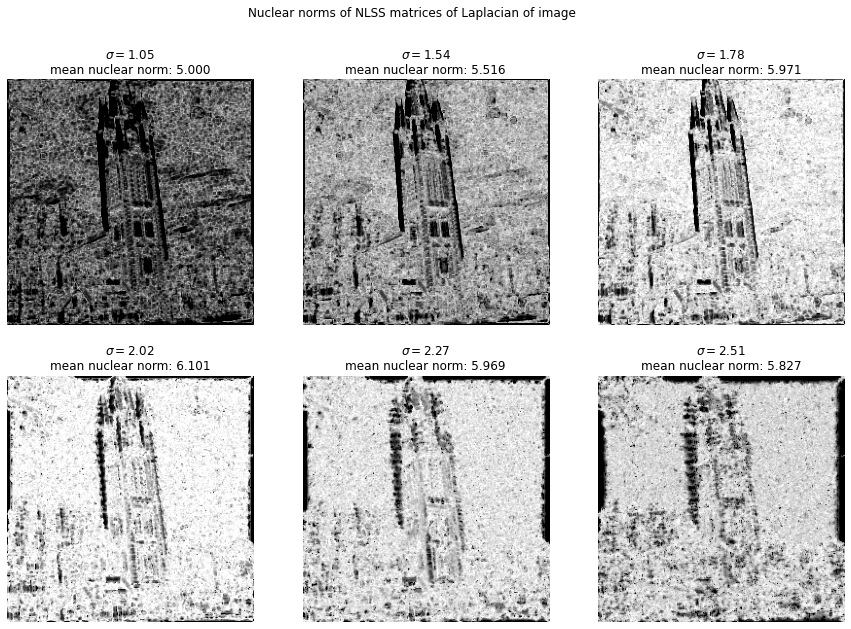 Nuclear norms of NLSS matrices of Laplacian of image
σ = 1.05
mean nuclear norm: 5.000
σ = 1.54
mean nuclear norm: 5.516
σ = 1.78
mean nuclear norm: 5.971
σ = 2.02
mean nuclear norm: 6.101
σ = 2.27
mean nuclear norm: 5.969
σ = 2.51
mean nuclear norm: 5.827